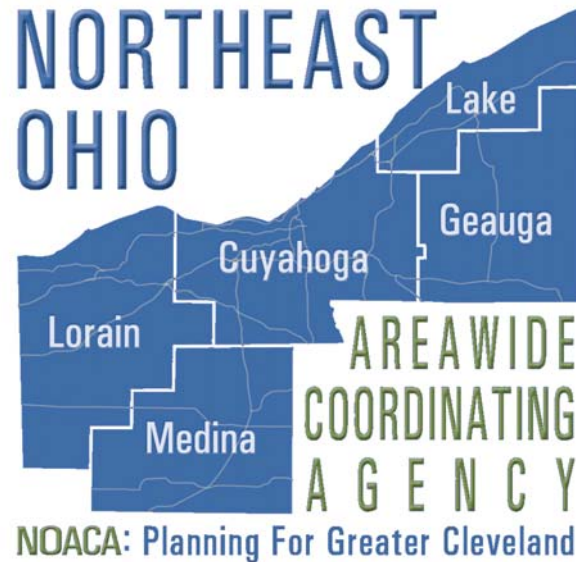 NORTHEAST
OHIO
Lake
Geauga
Cuyahoga
Lorain
Medina
AREAWIDE
COORDINATING
AGENCY
NOACA: Planning For Greater Cleveland